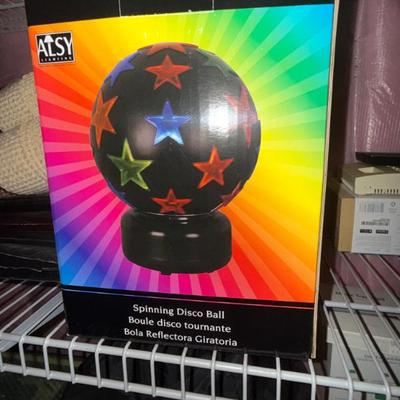 ALSY
LIGHTING
Spinning Disco Ball
Boule disco tournante
Bola Reflectora Giratoria